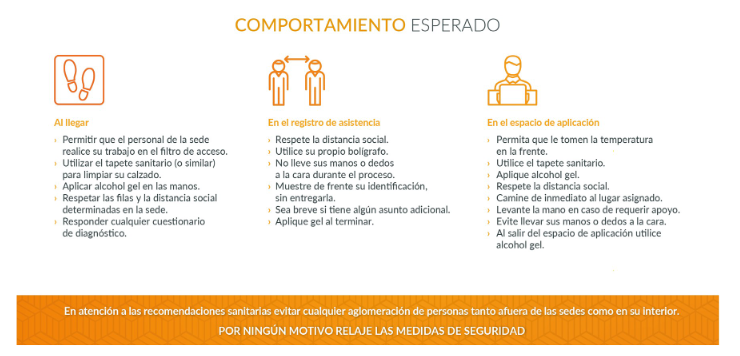 COMPORTAMIENTO ESPERADO
Al llegar
› Permitir que el personal de la sede
realice su trabajo en el filtro de acceso.
› Utilizar el tapete sanitario (o similar)
para limpiar su calzado.
› Aplicar alcohol gel en las manos.
› Respetar las filas y la distancia social
determinadas en la sede.
› Responder cualquier cuestionario
de diagnóstico.
En el registro de asistencia
› Respete la distancia social.
› Utilice su propio bolígrafo.
› No lleve sus manos o dedos
a la cara durante el proceso.
› Muestre de frente su identificación,
sin entregarla.
› Sea breve si tiene algún asunto adicional.
› Aplique gel al terminar.
En el espacio de aplicación
› Permita que le tomen la temperatura
en la frente.
› Utilice el tapete sanitario.
› Aplique alcohol gel.
› Respete la distancia social.
› Camine de inmediato al lugar asignado.
› Levante la mano en caso de requerir apoyo.
› Evite llevar sus manos o dedos a la cara.
› Al salir del espacio de aplicación utilice
alcohol gel.
En atención a las recomendaciones sanitarias evitar cualquier aglomeración de personas tanto afuera de las sedes como en su interior.
POR NINGÚN MOTIVO RELAJE LAS MEDIDAS DE SEGURIDAD